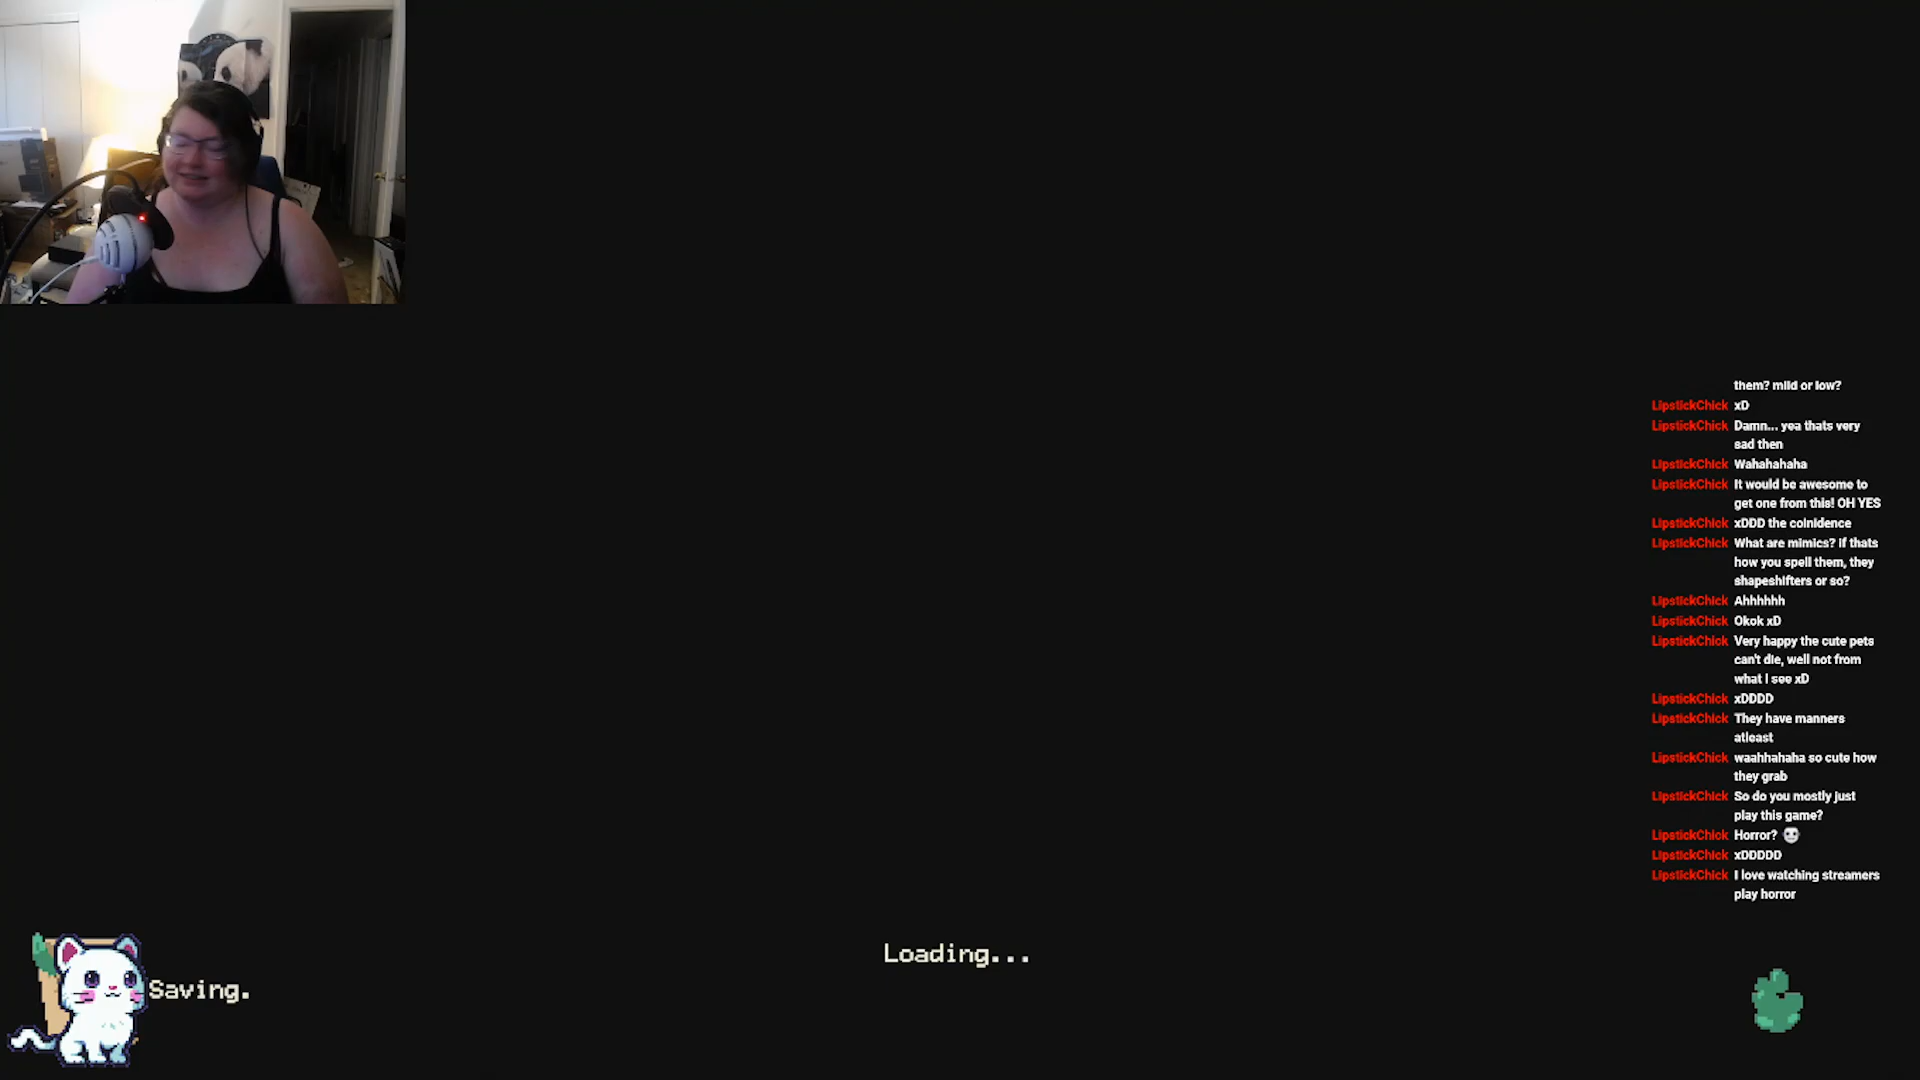 them? mild or low?
LipstickChick xD
LipstickChick Damn... yea thats very
sad then
LipstickChick Wahahahaha
LipstickChick It would be awesome to
get one from this! OH YES
LipstickChick xDDD the coinidence
LipstickChick What are mimics? if thats
how you spell them, they
shapeshifters or so?
LipstickChick Ahhhhhh
LipstickChick Okok xD
LipstickChick Very happy the cute pets
can't die, well not from
what I see xD
LipstickChick xDDDD
LipstickChick They have manners
atleast
LipstickChick waahhahaha so cute how
they grab
LipstickChick So do you mostly just
play this game?
LipstickChick Horror?
LipstickChick xDDDDD
LipstickChick I love watching streamers
play horror
Loading...
Saving.